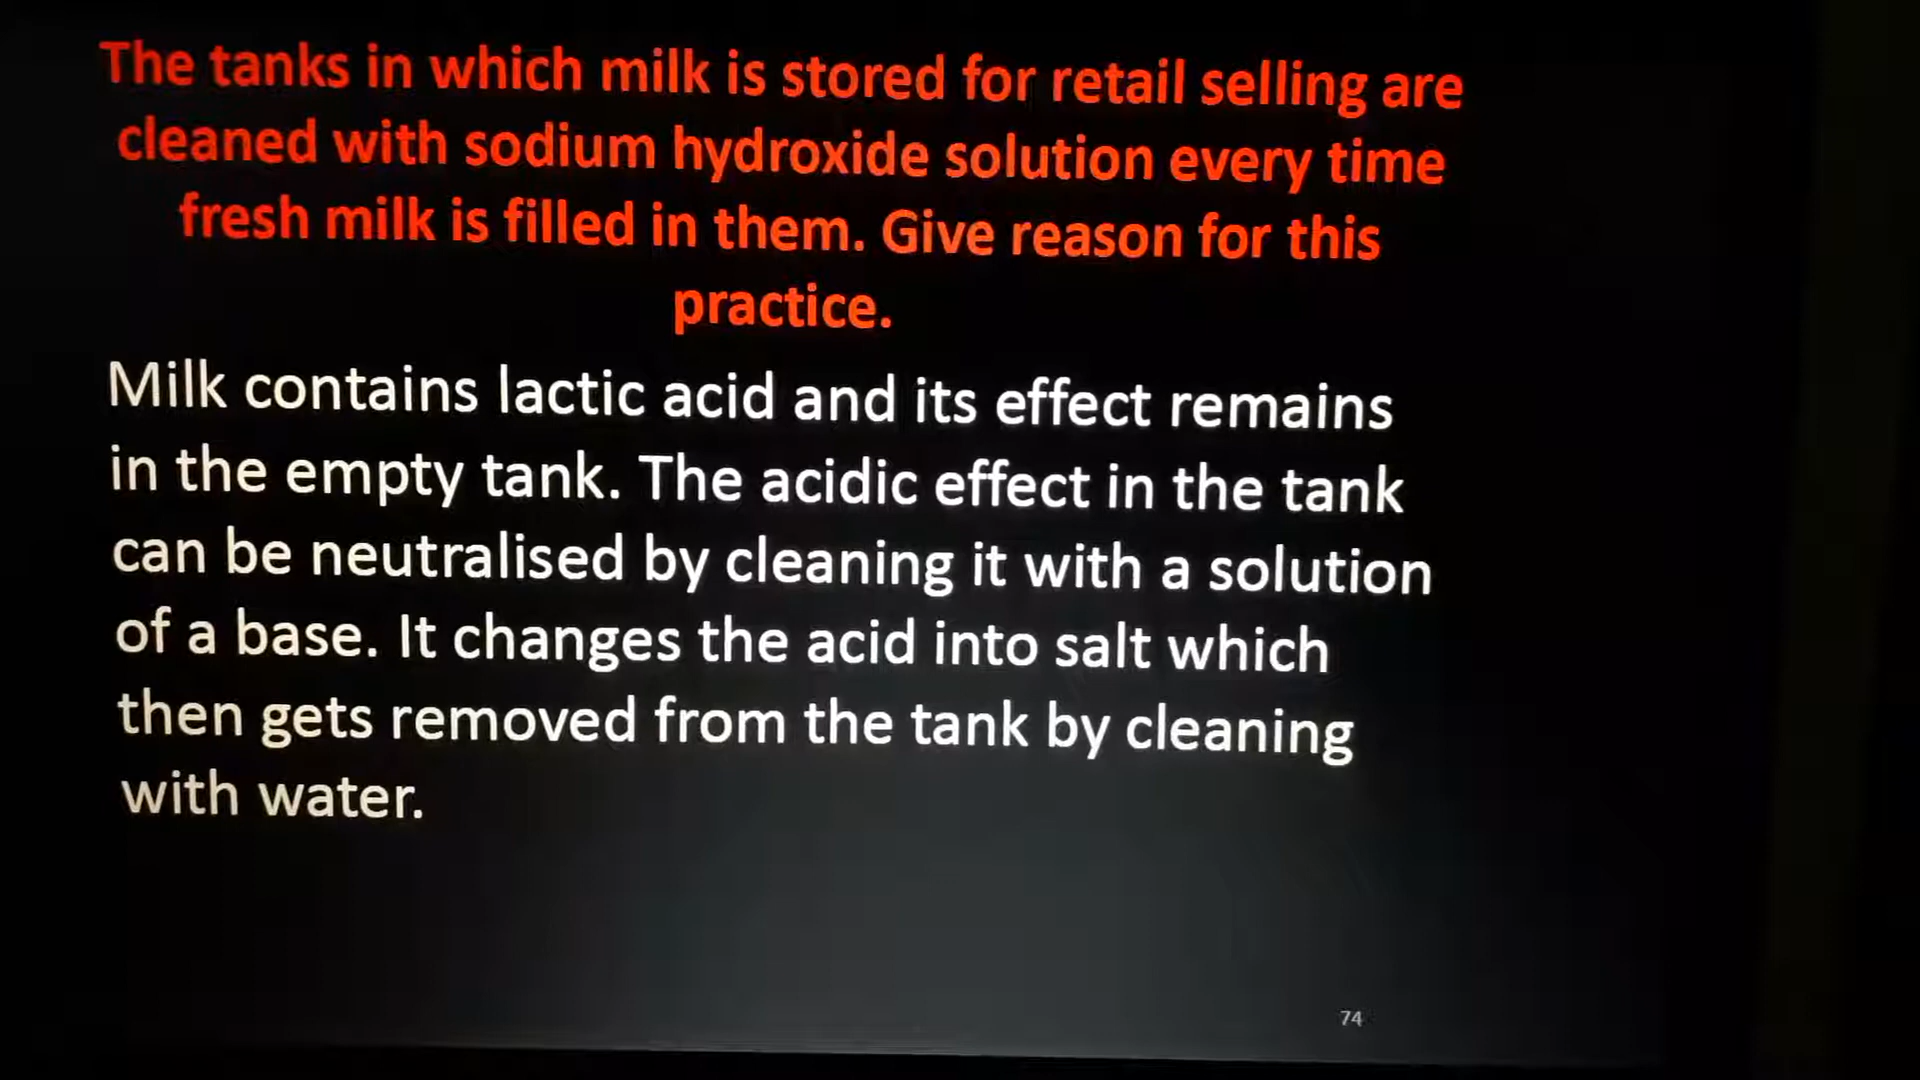 The tanks in which milk is stored for retail selling are
cleaned with sodium hydroxide solution every time
fresh milk is filled in them. Give reason for this
practice.
Milk contains lactic acid and its effect remains
in the empty tank. The acidic effect in the tank
can be neutralised by cleaning it with a solution
of a base. It changes the acid into salt which
then gets removed from the tank by cleaning
with water.
74